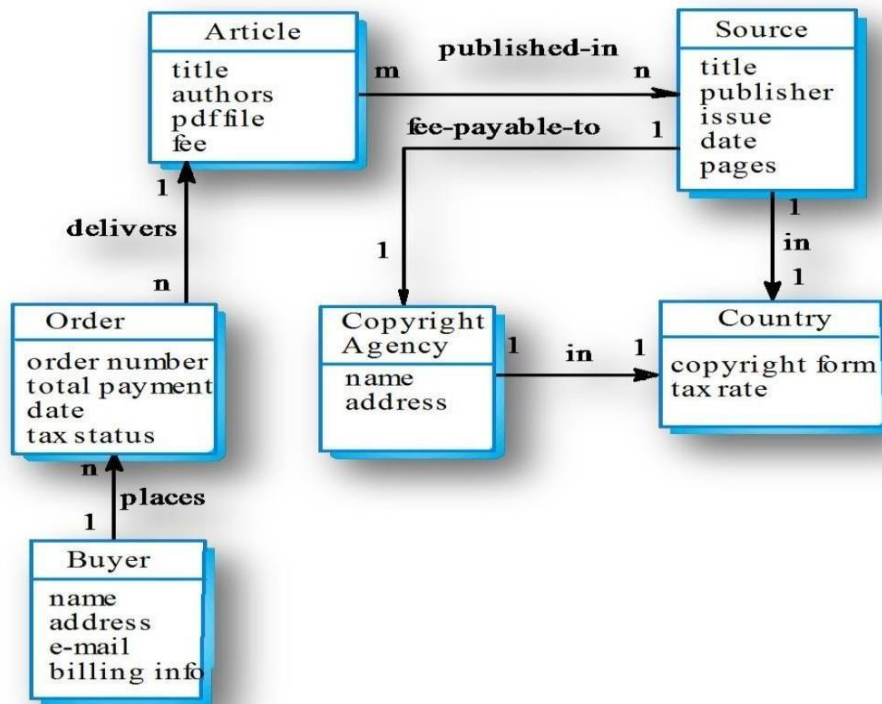 Article
title
authors
pdf file
fee
m
published-in
n
Source
title
publisher
issue
date
pages
fee-payable-to
1
1
1
delivers
n
1
in
1
Order
order number
total payment
date
tax status
Copyright
Agency
name
address
1
in
1
Country
copyright form
tax rate
n
places
1
Buyer
name
address
e-mail
billing info